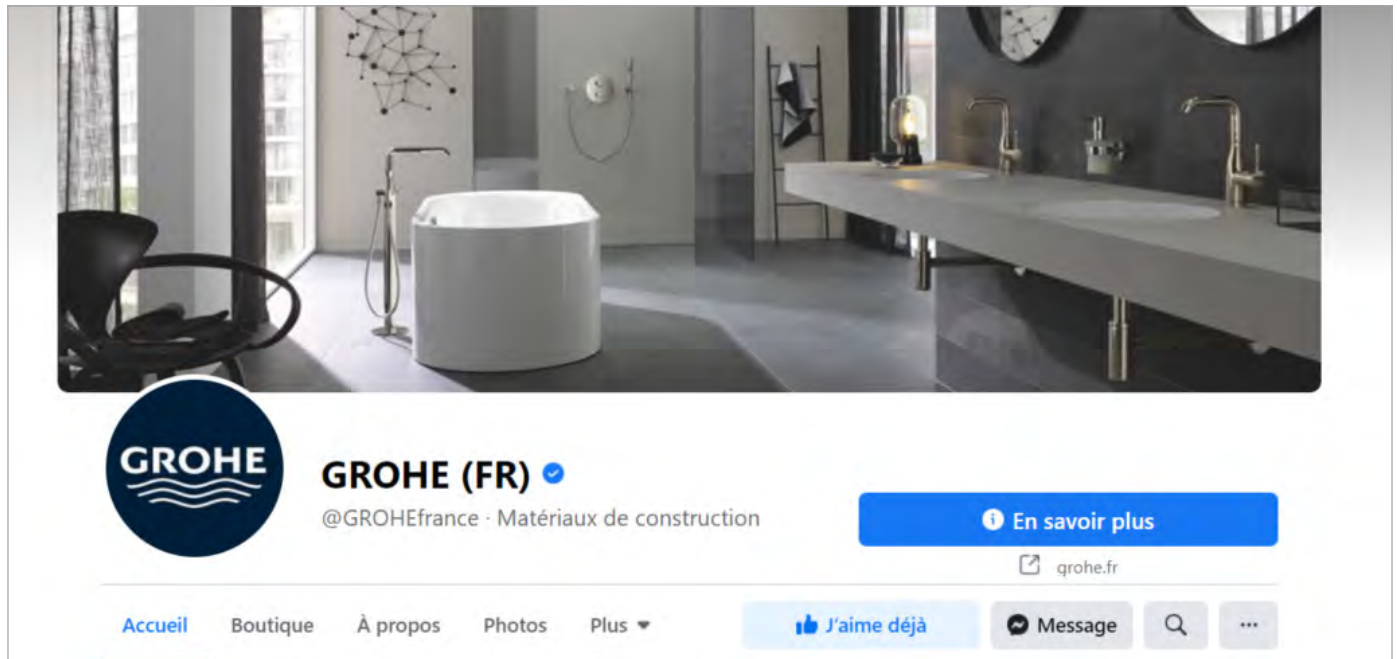 GROHE
GROHE (FR)
@GROHEfrance · Matériaux de construction
En savoir plus
grohe.fr
Accueil Boutique À propos Photos Plus J'aime déjà Message ...